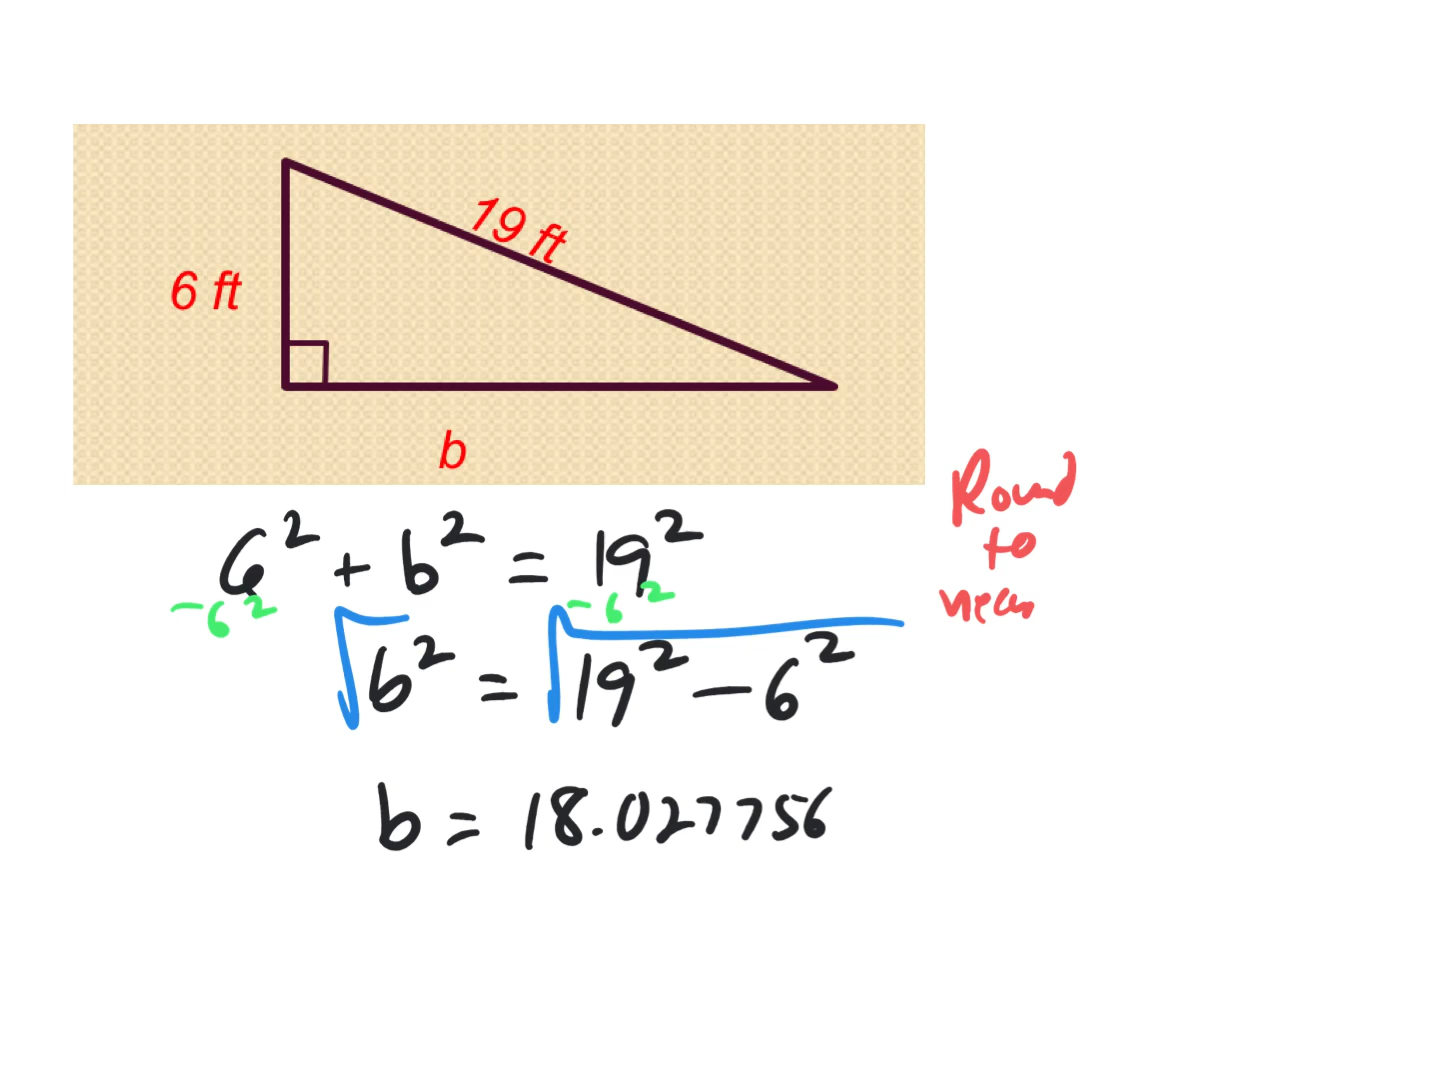 19 ft
6 ft
b
Round
to
6² + b² = 19²
-6² -6²
√b² = √19² - 6²
b = 18.027756